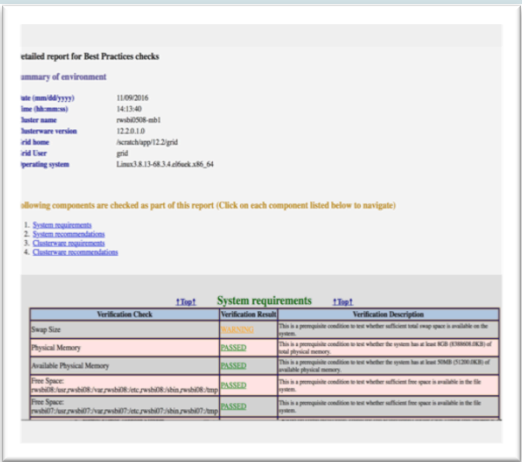 etailed report for Best Practices checks
ummary of environment
ate (mm/dd/yyyy) 11/09/2016
ime (hh:mm:ss) 14:13:40
luster name rwsbi0508-mb1
lusterware version 12.2.0.1.0
rid home /scratch/app/12.2/grid
rid User grid
perating system Linux3.8.13-68.3.4.el6uek.x86_64
ollowing components are checked as part of this report (Click on each component listed below to navigate)
1. System requirements
2. System recommendations
3. Clusterware requirements
4. Clusterware recommendations
↑Top↑ System requirements ↑Top↑
Verification Check Verification Result Verification Description
Swap Size WARNING This is a prerequisite condition to test whether sufficient total swap space is available on the
system.
Physical Memory PASSED This is a prerequisite condition to test whether the system has at least 8GB (8388608.0KB) of
total physical memory.
Available Physical Memory PASSED This is a prerequisite condition to test whether the system has at least 50MB (51200.0KB) of
available physical memory.
Free Space:
rwsbi08:/usr,rwsbi08:/var,rwsbi08:/etc,rwsbi08:/sbin,rwsbi08:/tmp PASSED This is a prerequisite condition to test whether sufficient free space is available in the file
system.
Free Space:
rwsbi07:/usr,rwsbi07:/var,rwsbi07:/etc,rwsbi07:/sbin,rwsbi07:/tmp PASSED This is a prerequisite condition to test whether sufficient free space is available in the file
system.